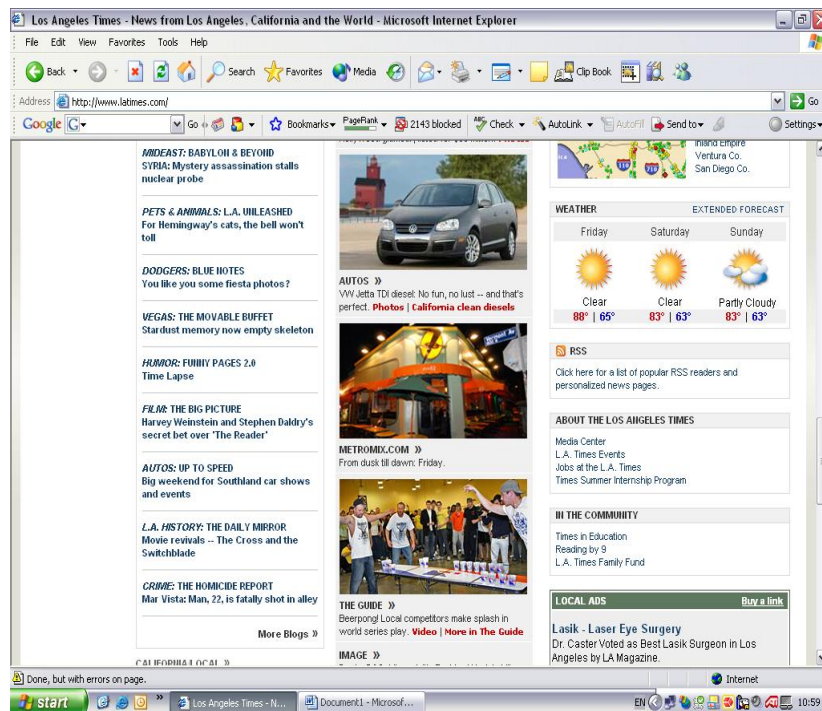 Los Angeles Times - News from Los Angeles, California and the World - Microsoft Internet Explorer
File Edit View Favorites Tools Help
Back Search Favorites Media Clip Book
Address http://www.latimes.com/ Go
Google G Go Bookmarks PageRank 2143 blocked Check AutoLink AutoFill Send to Settings
MIDEAST: BABYLON & BEYOND
SYRIA: Mystery assassination stalls
nuclear probe
PETS & ANIMALS: L.A. UNLEASHED
For Hemingway's cats, the bell won't
toll
DODGERS: BLUE NOTES
You like you some fiesta photos?
VEGAS: THE MOVABLE BUFFET
Stardust memory now empty skeleton
HUMOR: FUNNY PAGES 2.0
Time Lapse
FILM: THE BIG PICTURE
Harvey Weinstein and Stephen Daldry's
secret bet over 'The Reader'
AUTOS: UP TO SPEED
Big weekend for Southland car shows
and events
L.A. HISTORY: THE DAILY MIRROR
Movie revivals -- The Cross and the
Switchblade
CRIME: THE HOMICIDE REPORT
Mar Vista: Man, 22, is fatally shot in alley
More Blogs »
CALIFORNIA/LOCAL »
AUTOS »
VW Jetta TDI diesel: No fun, no lust -- and that's
perfect. Photos | California clean diesels
METROMIX.COM »
From dusk till dawn: Friday.
THE GUIDE »
Beerpong! Local competitors make splash in
world series play. Video | More in The Guide
IMAGE »
Inland Empire
Ventura Co.
San Diego Co.
WEATHER EXTENDED FORECAST
Friday Saturday Sunday
Clear Clear Partly Cloudy
88° | 65° 83° | 63° 83° | 63°
RSS
Click here for a list of popular RSS readers and
personalized news pages.
ABOUT THE LOS ANGELES TIMES
Media Center
L.A. Times Events
Jobs at the L.A. Times
Times Summer Internship Program
IN THE COMMUNITY
Times in Education
Reading by 9
L.A. Times Family Fund
LOCAL ADS Buy a link
Lasik - Laser Eye Surgery
Dr. Caster Voted as Best Lasik Surgeon in Los
Angeles by LA Magazine.
Done, but with errors on page. Internet
start Los Angeles Times - N... Document1 - Microsof... EN 10:59